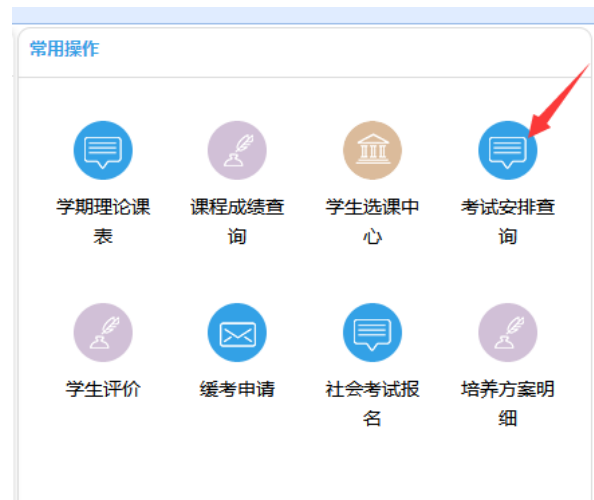 常用操作
学期理论课 课程成绩查 学生选课中 考试安排查
表 询 心 询
学生评价 缓考申请 社会考试报 培养方案明
名 细